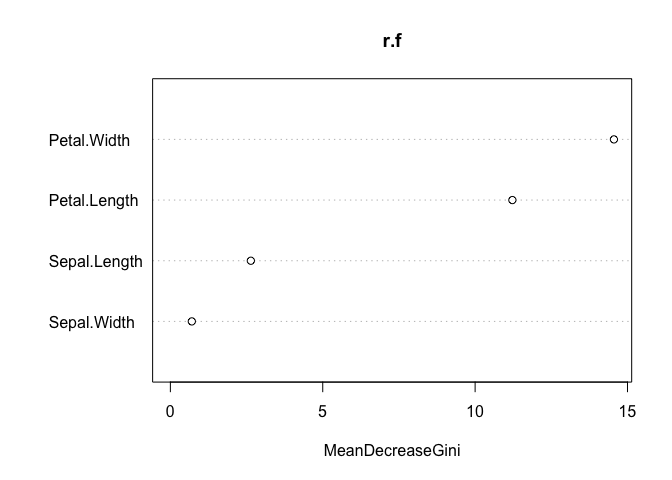 r.f
Petal.Width
Petal.Length
Sepal.Length
Sepal.Width
0 5 10 15
MeanDecreaseGini